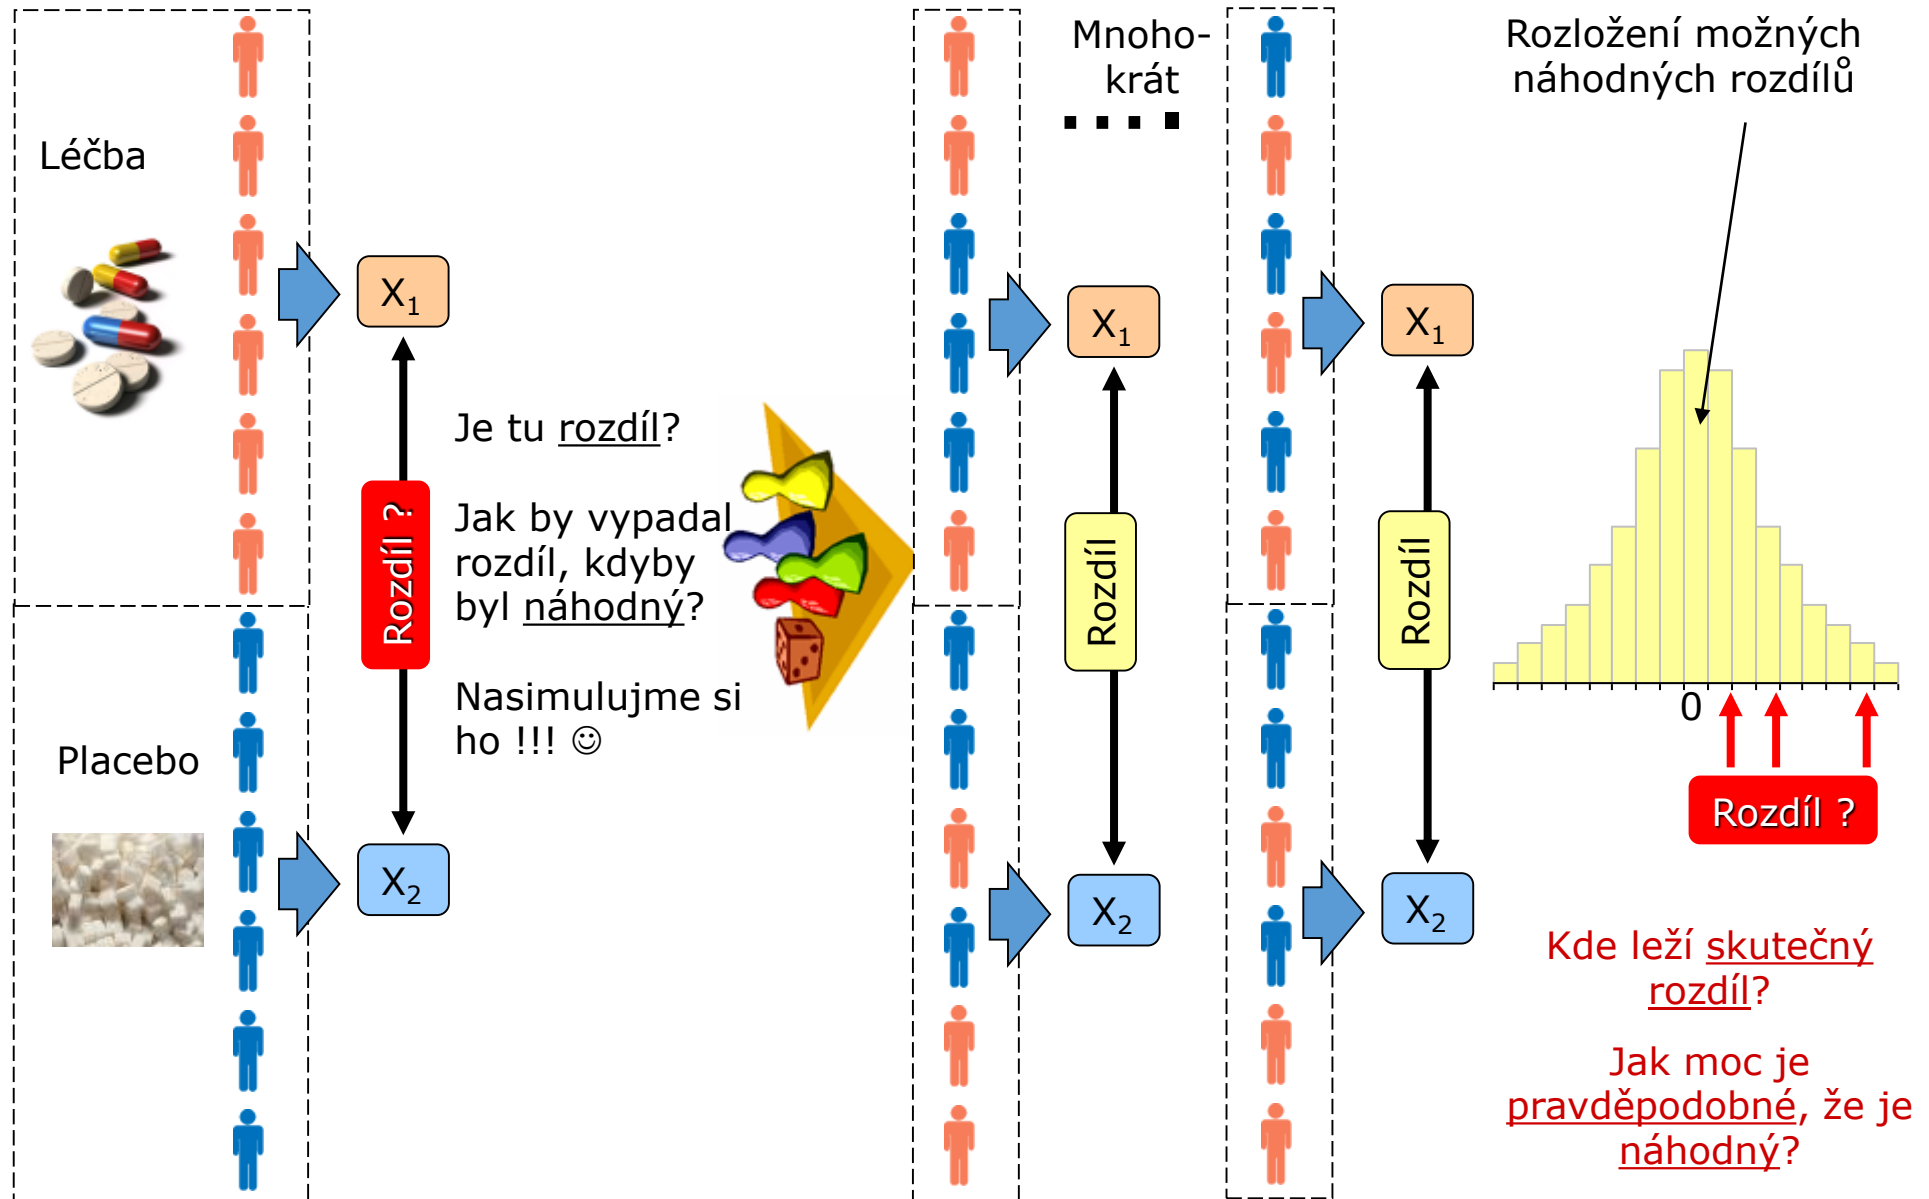 Léčba
Placebo
X1
Rozdíl ?
X2
Je tu rozdíl?
Jak by vypadal
rozdíl, kdyby
byl náhodný?
Nasimulujme si
ho !!! ☺
Mnoho-
krát
X1
Rozdíl
X2
X1
Rozdíl
X2
Rozložení možných
náhodných rozdílů
0
Rozdíl ?
Kde leží skutečný
rozdíl?
Jak moc je
pravděpodobné, že je
náhodný?